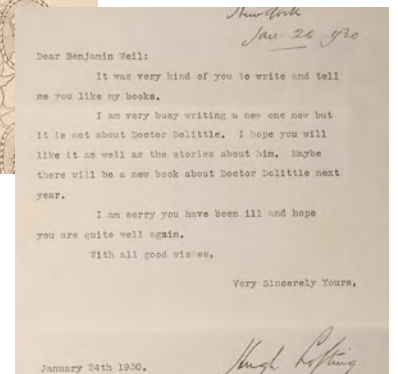 New York
Jan. 26 1930
Dear Benjamin Weil:
It was very kind of you to write and tell
me you like my books.
I am very busy writing a new one now but
it is not about Doctor Dolittle. I hope you will
like it as well as the stories about him. Maybe
there will be a new book about Doctor Dolittle next
year.
I am sorry you have been ill and hope
you are quite well again.
With all good wishes,
Very Sincerely Yours,
Hugh Lofting
January 24th 1930.